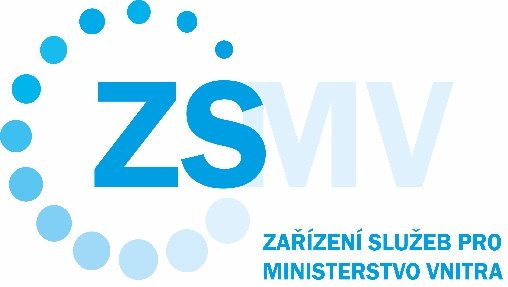 ZSMV
ZAŘÍZENÍ SLUŽEB PRO
MINISTERSTVO VNITRA